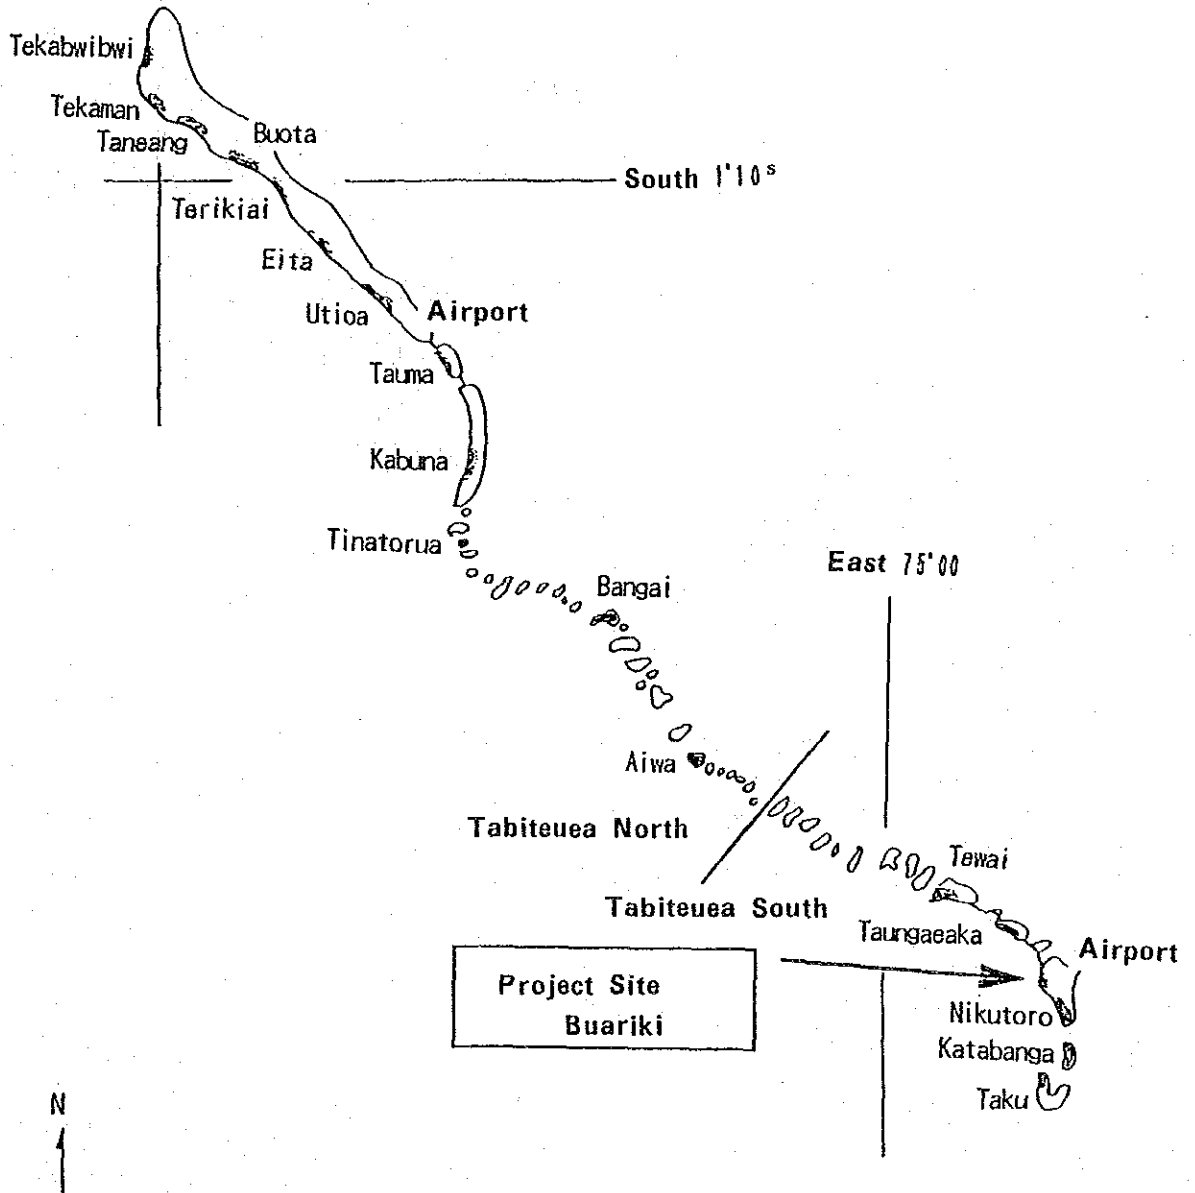 Tekabwibwi
Tekaman
Taneang
Buota
South 1'10s
Terikiai
Eita
Utioa
Airport
Tauma
Kabuna
Tinatorua
East 75'00
Bangai
Aiwa
Tabiteuea North
Tewai
Tabiteuea South
Taungaeaka
Airport
Project Site
Buariki
Nikutoro
Katabanga
Taku
N